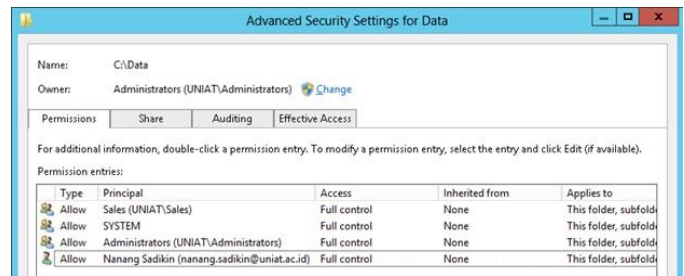 Advanced Security Settings for Data
Name: C:\Data
Owner: Administrators (UNIAT\Administrators) Change
Permissions Share Auditing Effective Access
For additional information, double-click a permission entry. To modify a permission entry, select the entry and click Edit (if available).
Permission entries:
Type Principal Access Inherited from Applies to
Allow Sales (UNIAT\Sales) Full control None This folder, subfolde
Allow SYSTEM Full control None This folder, subfolde
Allow Administrators (UNIAT\Administrators) Full control None This folder, subfolde
Allow Nanang Sadikin (nanang.sadikin@uniat.ac.id) Full control None This folder, subfolde